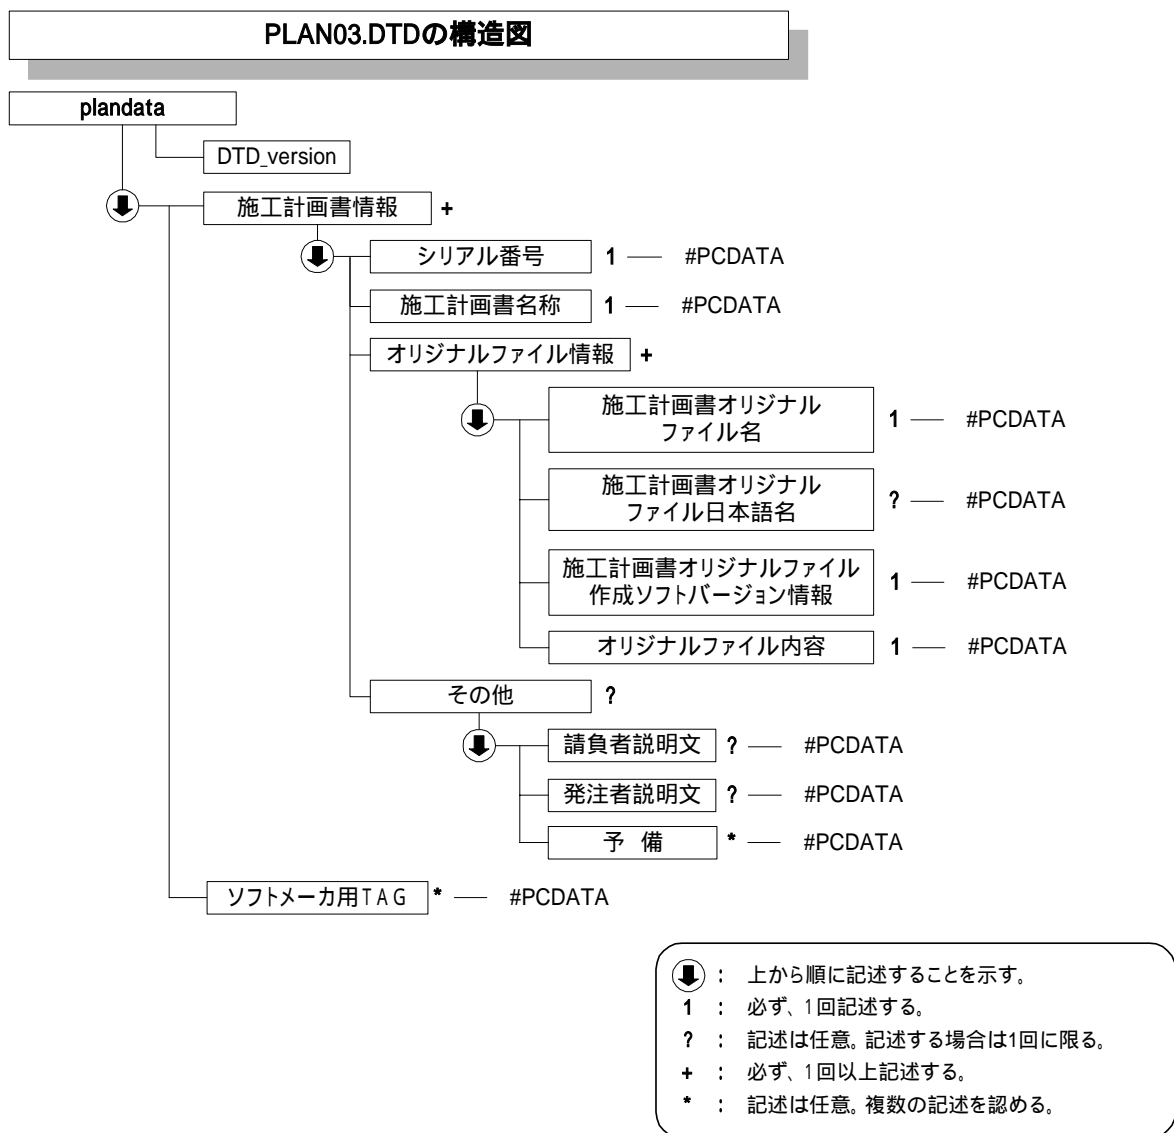 PLAN03.DTDの構造図
plandata
DTD_version
施工計画書情報 +
シリアル番号 1 #PCDATA
施工計画書名称 1 #PCDATA
オリジナルファイル情報 +
施工計画書オリジナル
ファイル名 1 #PCDATA
施工計画書オリジナル
ファイル日本語名 ? #PCDATA
施工計画書オリジナルファイル
作成ソフトバージョン情報 1 #PCDATA
オリジナルファイル内容 1 #PCDATA
その他 ?
請負者説明文 ? #PCDATA
発注者説明文 ? #PCDATA
予 備 * #PCDATA
ソフトメーカ用TAG * #PCDATA
： 上から順に記述することを示す。
1 ： 必ず、1回記述する。
? ： 記述は任意。記述する場合は1回に限る。
+ ： 必ず、1回以上記述する。
* ： 記述は任意。複数の記述を認める。